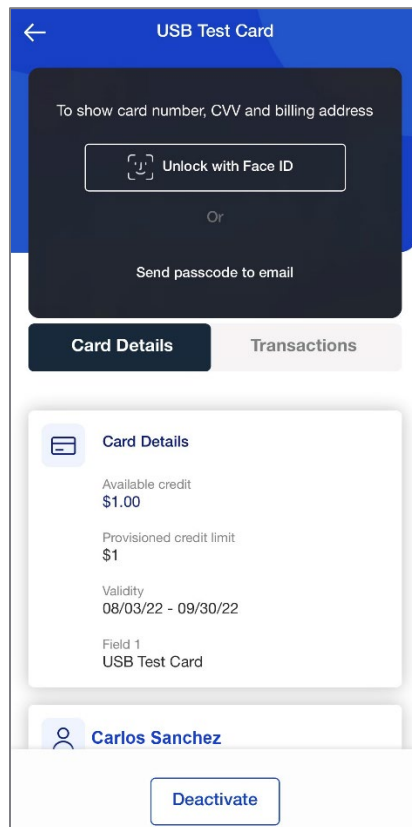 USB Test Card
To show card number, CVV and billing address
Unlock with Face ID
Or
Send passcode to email
Card Details
Transactions
Card Details
Available credit
$1.00
Provisioned credit limit
$1
Validity
08/03/22 - 09/30/22
Field 1
USB Test Card
Carlos Sanchez
Deactivate